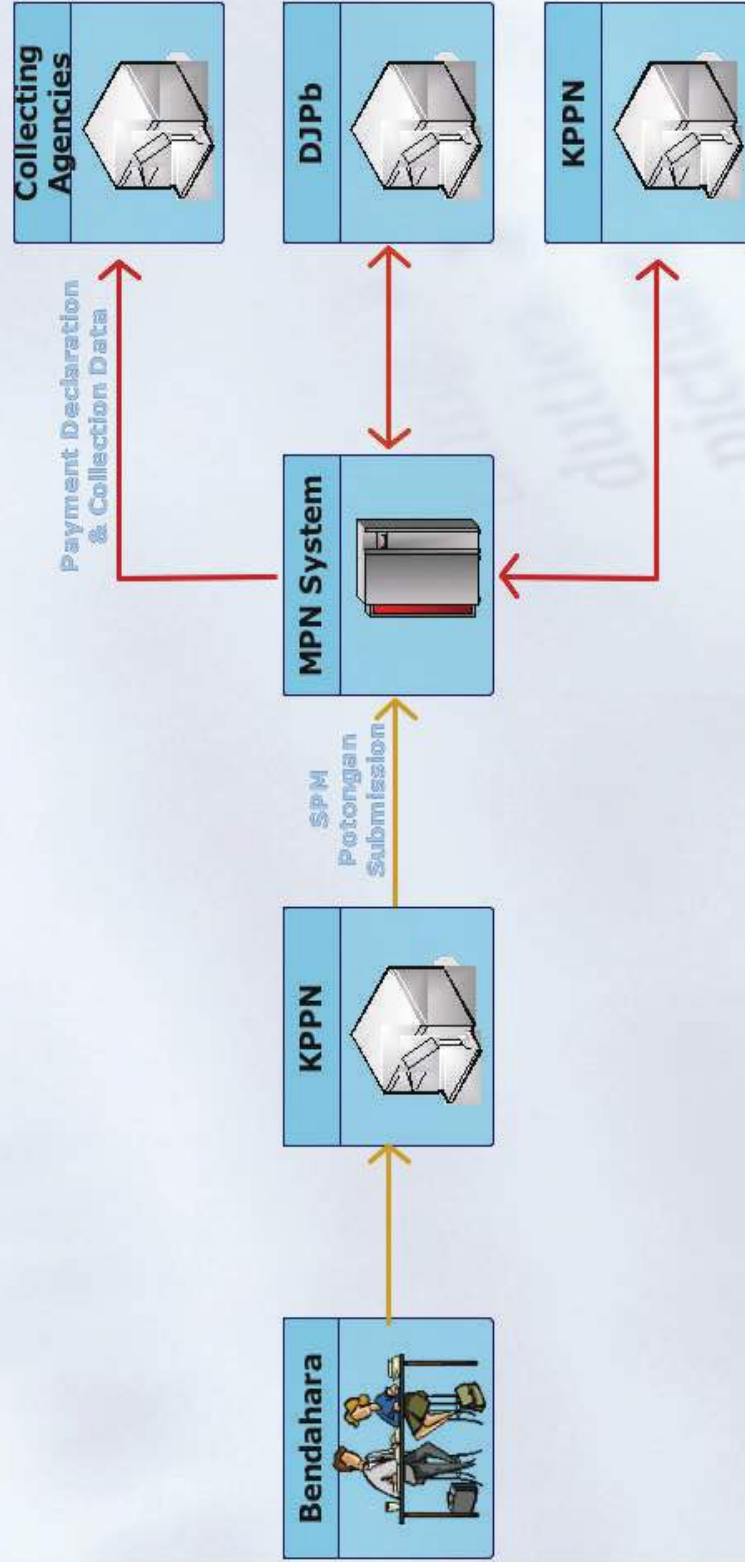 Bendahara
KPPN
SPM
Potongan
Submission
MPN System
Payment Declaration
& Collection Data
Collecting
Agencies
DJPb
KPPN